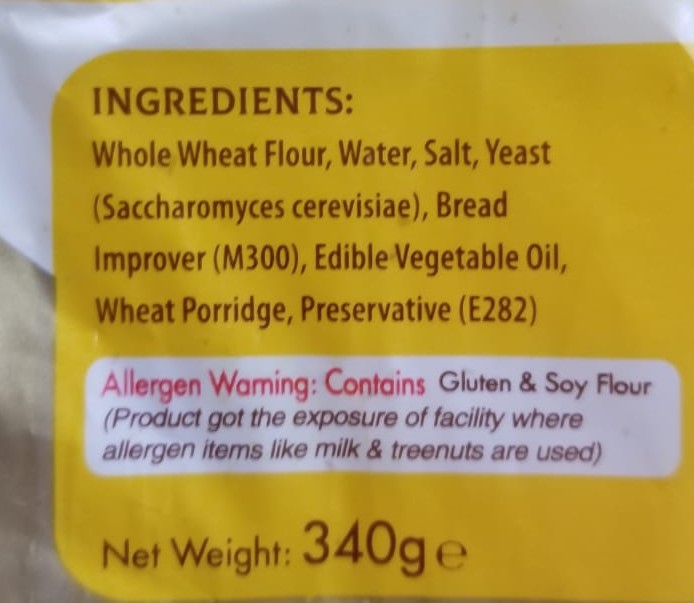 INGREDIENTS:
Whole Wheat Flour, Water, Salt, Yeast
(Saccharomyces cerevisiae), Bread
Improver (M300), Edible Vegetable Oil,
Wheat Porridge, Preservative (E282)
Allergen Warning: Contains Gluten & Soy Flour
(Product got the exposure of facility where
allergen items like milk & treenuts are used)
Net Weight: 340g ℮